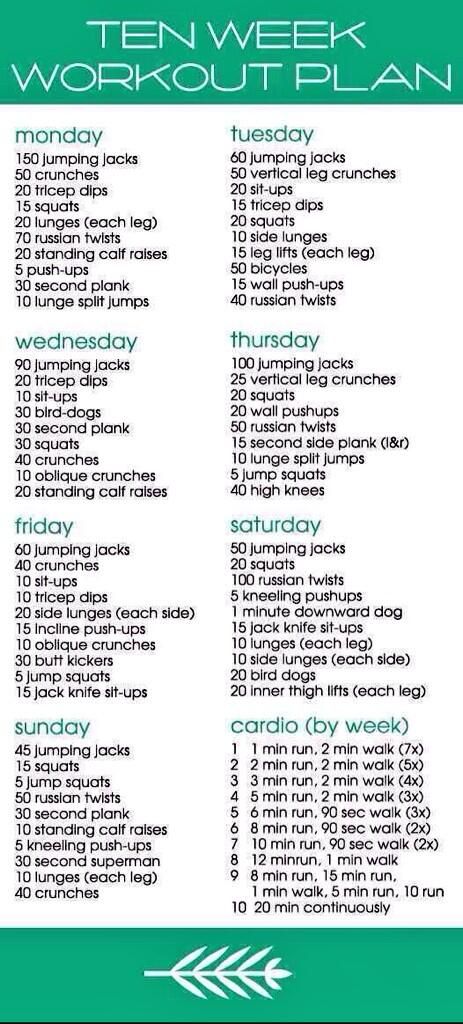 TEN WEEK
WORKOUT PLAN
monday
150 jumping jacks
50 crunches
20 tricep dips
15 squats
20 lunges (each leg)
70 russian twists
20 standing calf raises
5 push-ups
30 second plank
10 lunge split jumps
tuesday
60 jumping jacks
50 vertical leg crunches
20 sit-ups
15 tricep dips
20 squats
10 side lunges
15 leg lifts (each leg)
50 bicycles
15 wall push-ups
40 russian twists
wednesday
90 jumping jacks
20 tricep dips
10 sit-ups
30 bird-dogs
30 second plank
30 squats
40 crunches
10 oblique crunches
20 standing calf raises
thursday
100 jumping jacks
25 vertical leg crunches
20 squats
20 wall pushups
50 russian twists
15 second side plank (l&r)
10 lunge split jumps
5 jump squats
40 high knees
friday
60 jumping jacks
40 crunches
10 sit-ups
10 tricep dips
20 side lunges (each side)
15 incline push-ups
10 oblique crunches
30 butt kickers
5 jump squats
15 jack knife sit-ups
saturday
50 jumping jacks
20 squats
100 russian twists
5 kneeling pushups
1 minute downward dog
15 jack knife sit-ups
10 lunges (each leg)
10 side lunges (each side)
20 bird dogs
20 inner thigh lifts (each leg)
sunday
45 jumping jacks
15 squats
5 jump squats
50 russian twists
30 second plank
10 standing calf raises
5 kneeling push-ups
30 second superman
10 lunges (each leg)
40 crunches
cardio (by week)
1 1 min run, 2 min walk (7x)
2 2 min run, 2 min walk (5x)
3 3 min run, 2 min walk (4x)
4 5 min run, 2 min walk (3x)
5 6 min run, 90 sec walk (3x)
6 8 min run, 90 sec walk (2x)
7 10 min run, 90 sec walk (2x)
8 12 minrun, 1 min walk
9 8 min run, 15 min run,
1 min walk, 5 min run, 10 run
10 20 min continuously